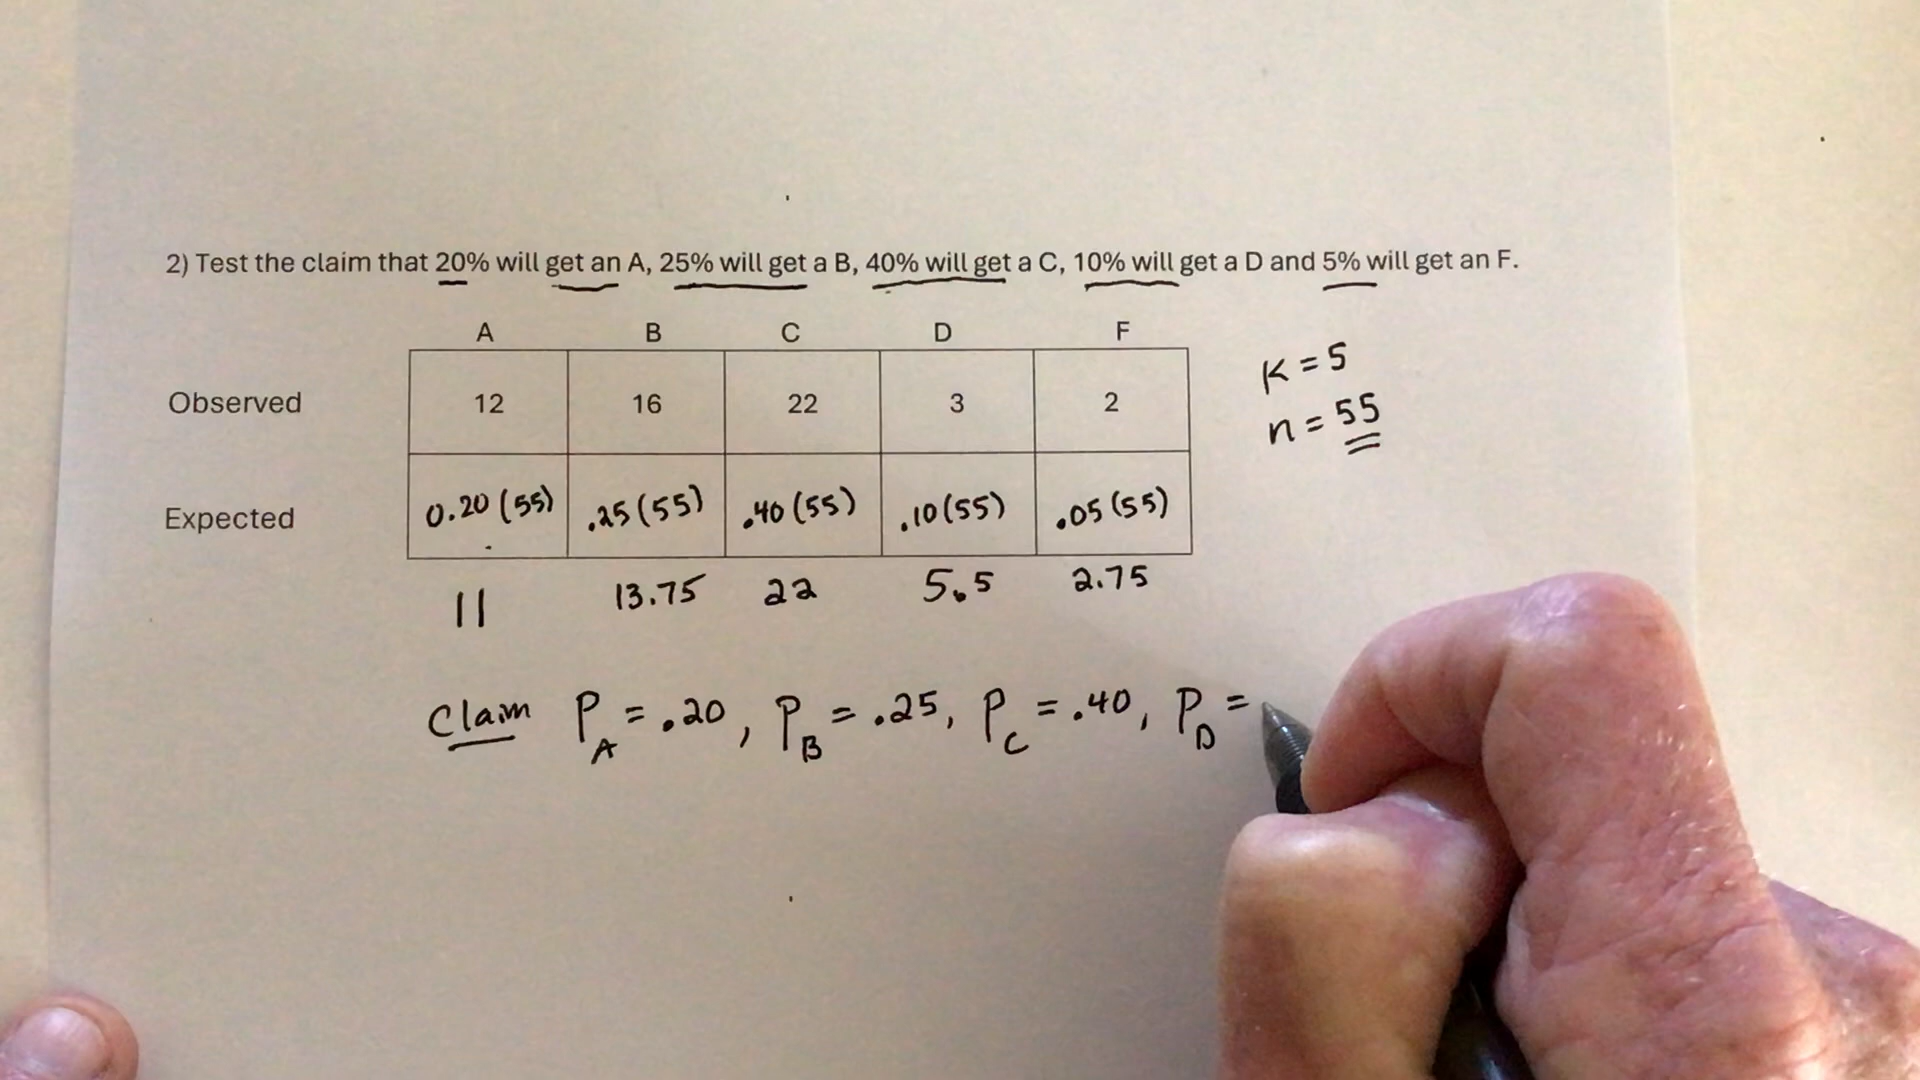 2) Test the claim that 20% will get an A, 25% will get a B, 40% will get a C, 10% will get a D and 5% will get an F.
A B C D F
Observed 12 16 22 3 2
K = 5
n = 55
Expected 0.20 (55) .25 (55) .40 (55) .10 (55) .05 (55)
11 13.75 22 5.5 2.75
Claim P_A = .20, P_B = .25, P_C = .40, P_D =